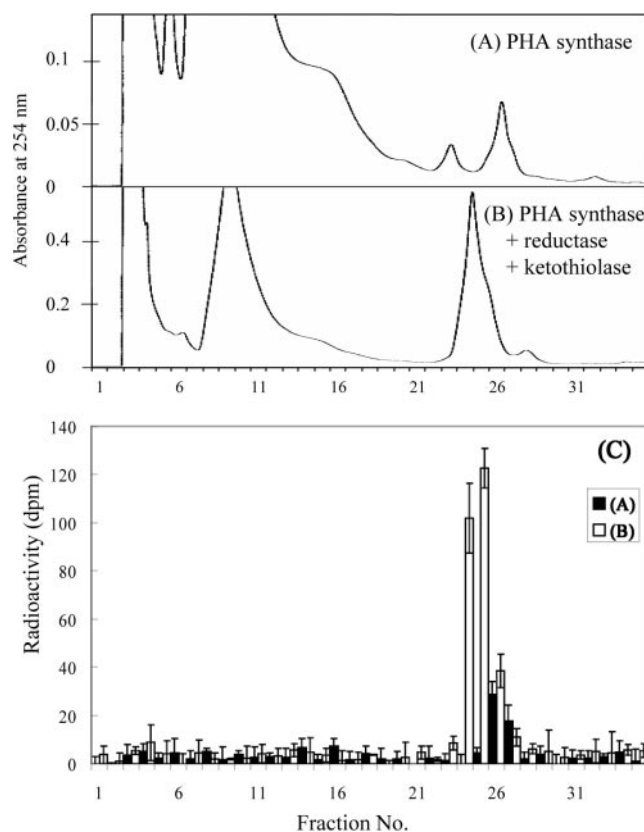 (A) PHA synthase
0.1
0.05
0
Absorbance at 254 nm
(B) PHA synthase
+ reductase
+ ketothiolase
0.4
0.2
0
1 6 11 16 21 26 31
(C)
140
120
100
80
60
40
20
0
Radioactivity (dpm)
(A)
(B)
1 6 11 16 21 26 31
Fraction No.